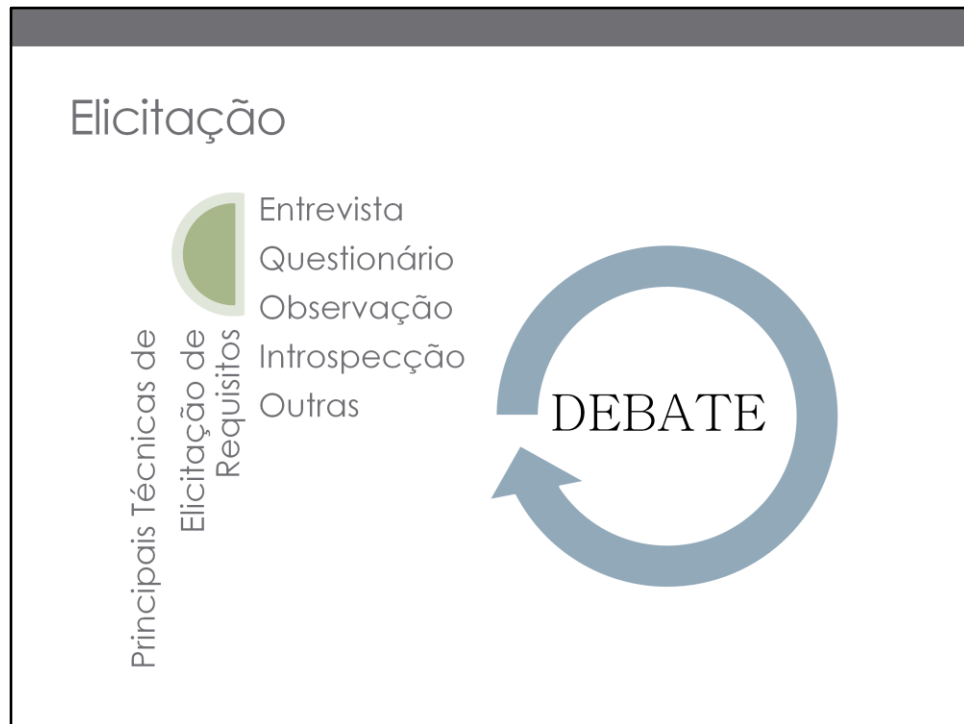 Elicitação
Principais Técnicas de
Elicitação de
Requisitos
Entrevista
Questionário
Observação
Introspecção
Outras
DEBATE